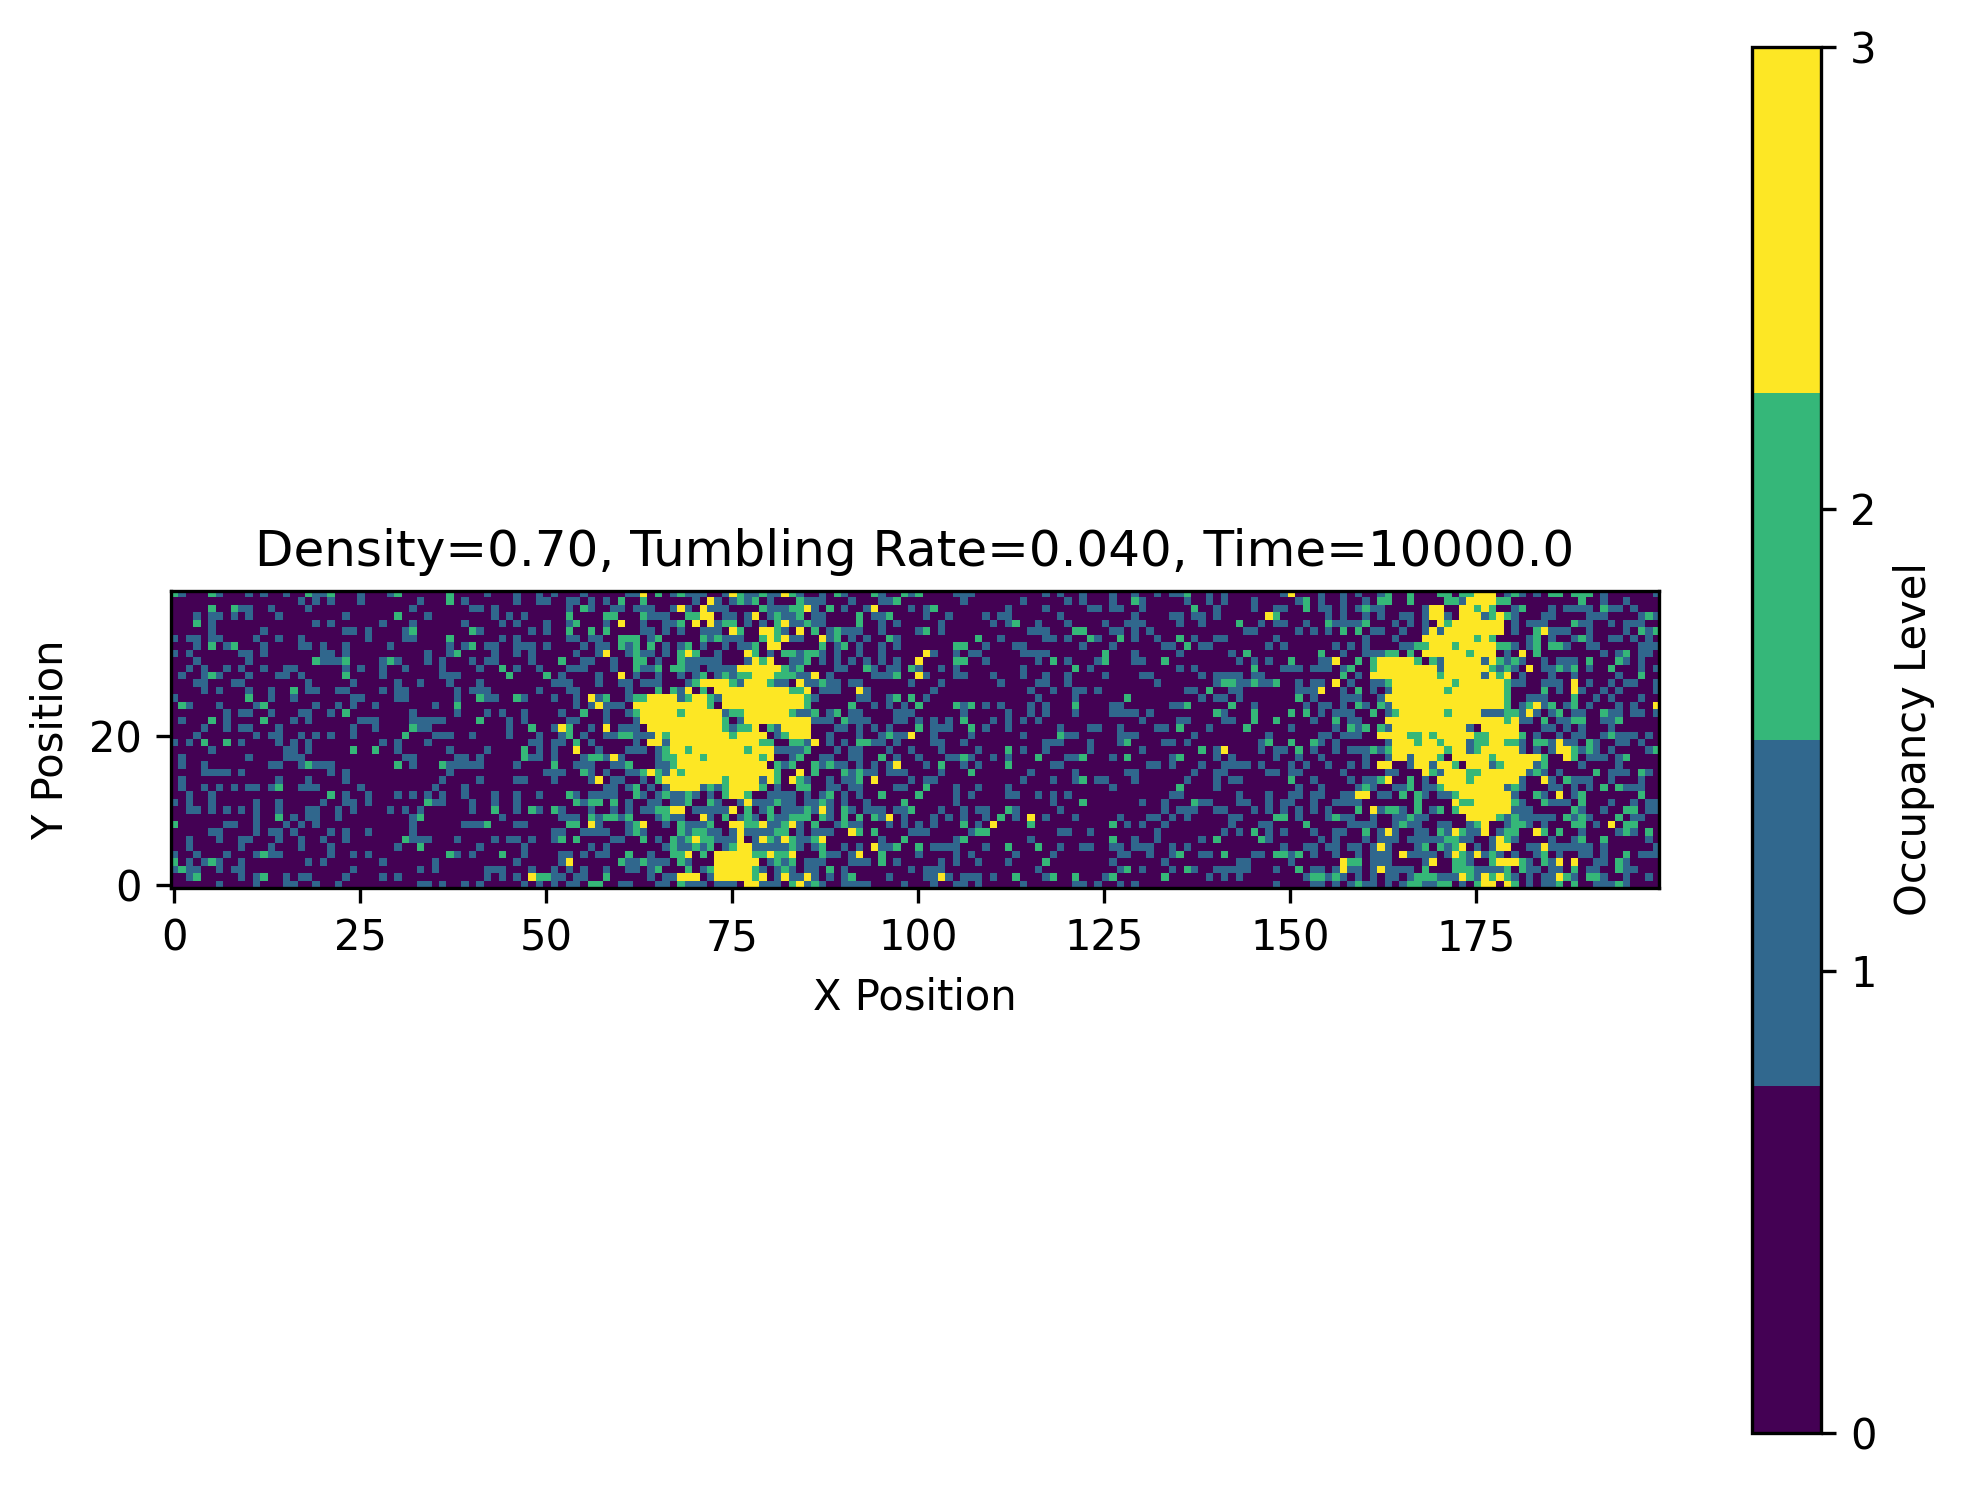 Density=0.70, Tumbling Rate=0.040, Time=10000.0
Y Position
20
0
0 25 50 75 100 125 150 175
X Position
3
2
1
0
Occupancy Level